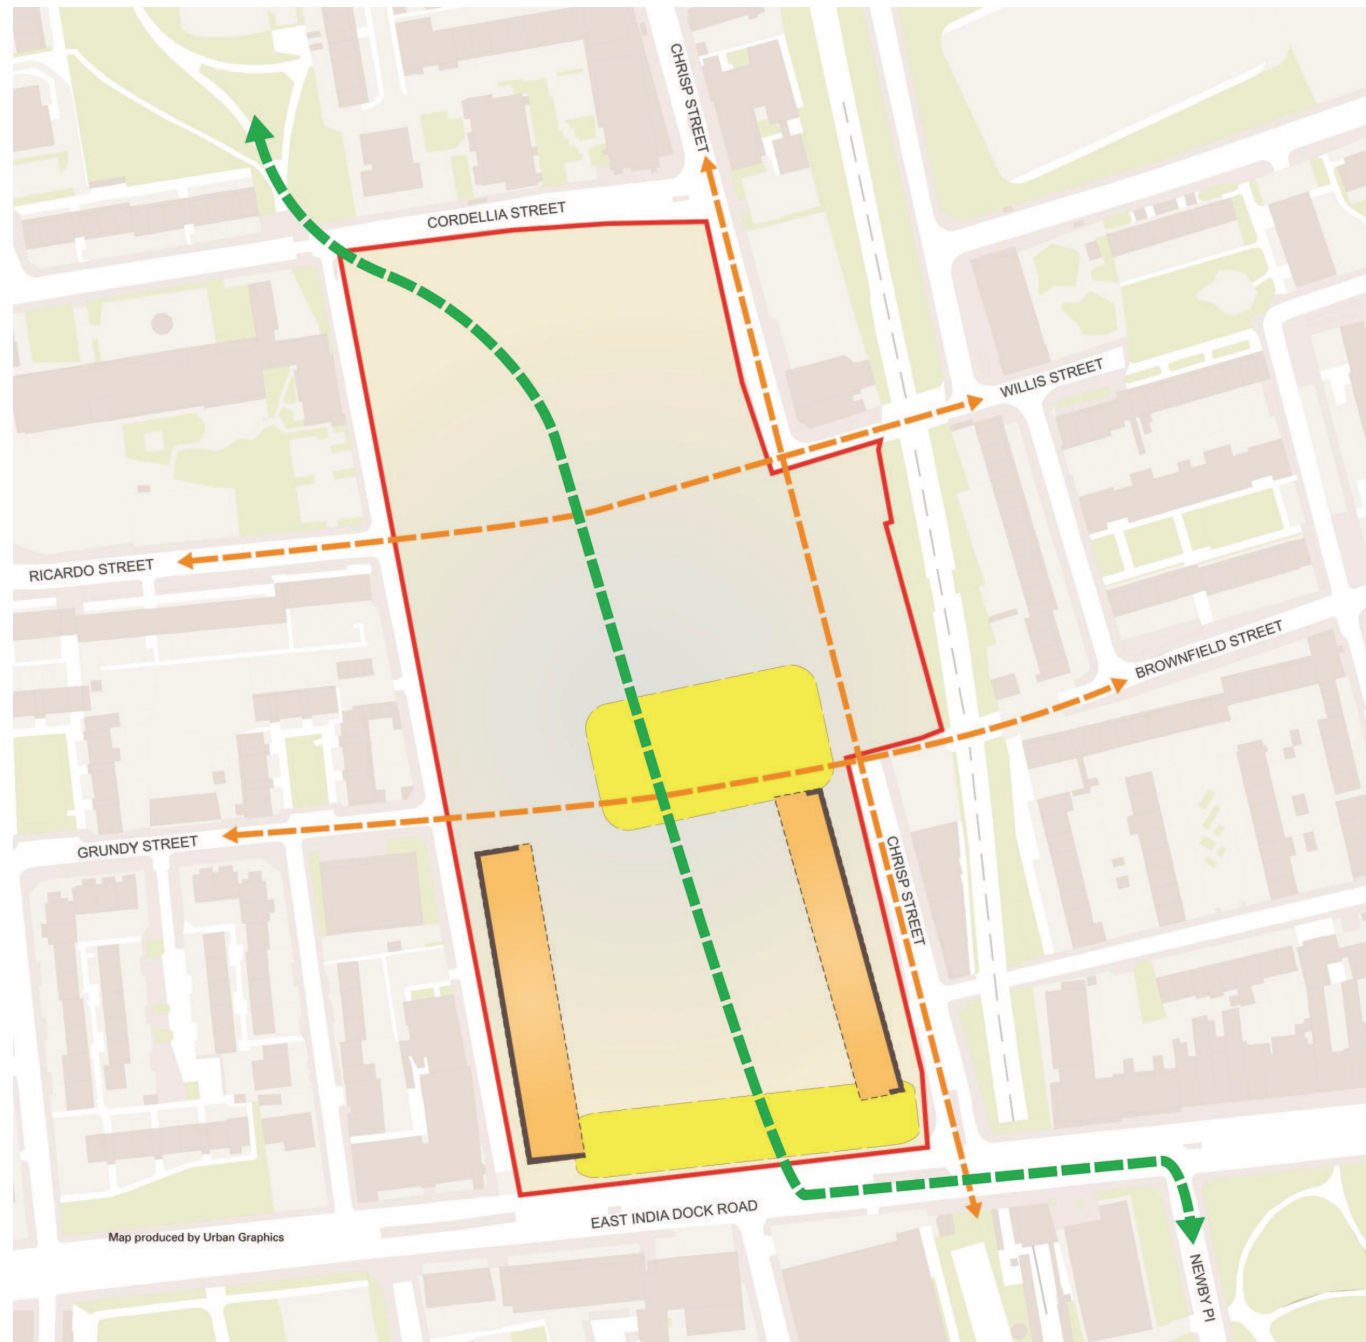 CHRISP STREET
CORDELLIA STREET
WILLIS STREET
RICARDO STREET
BROWNFIELD STREET
GRUNDY STREET
CHRISP STREET
EAST INDIA DOCK ROAD
Map produced by Urban Graphics
NEWBY Pl